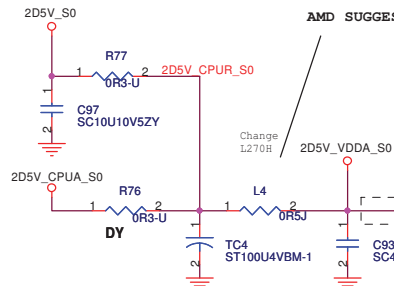 AMD SUGGES
2D5V_S0
R77
1 2
2D5V_CPUR_S0
0R3-U
1
C97
SC10U10V5ZY
2
Change
L270H
2D5V_VDDA_S0
2D5V_CPUA_S0
R76
L4
1 2
1 2
0R3-U
0R5J
DY
1
TC4
ST100U4VBM-1
2
1
C93
SC4
2